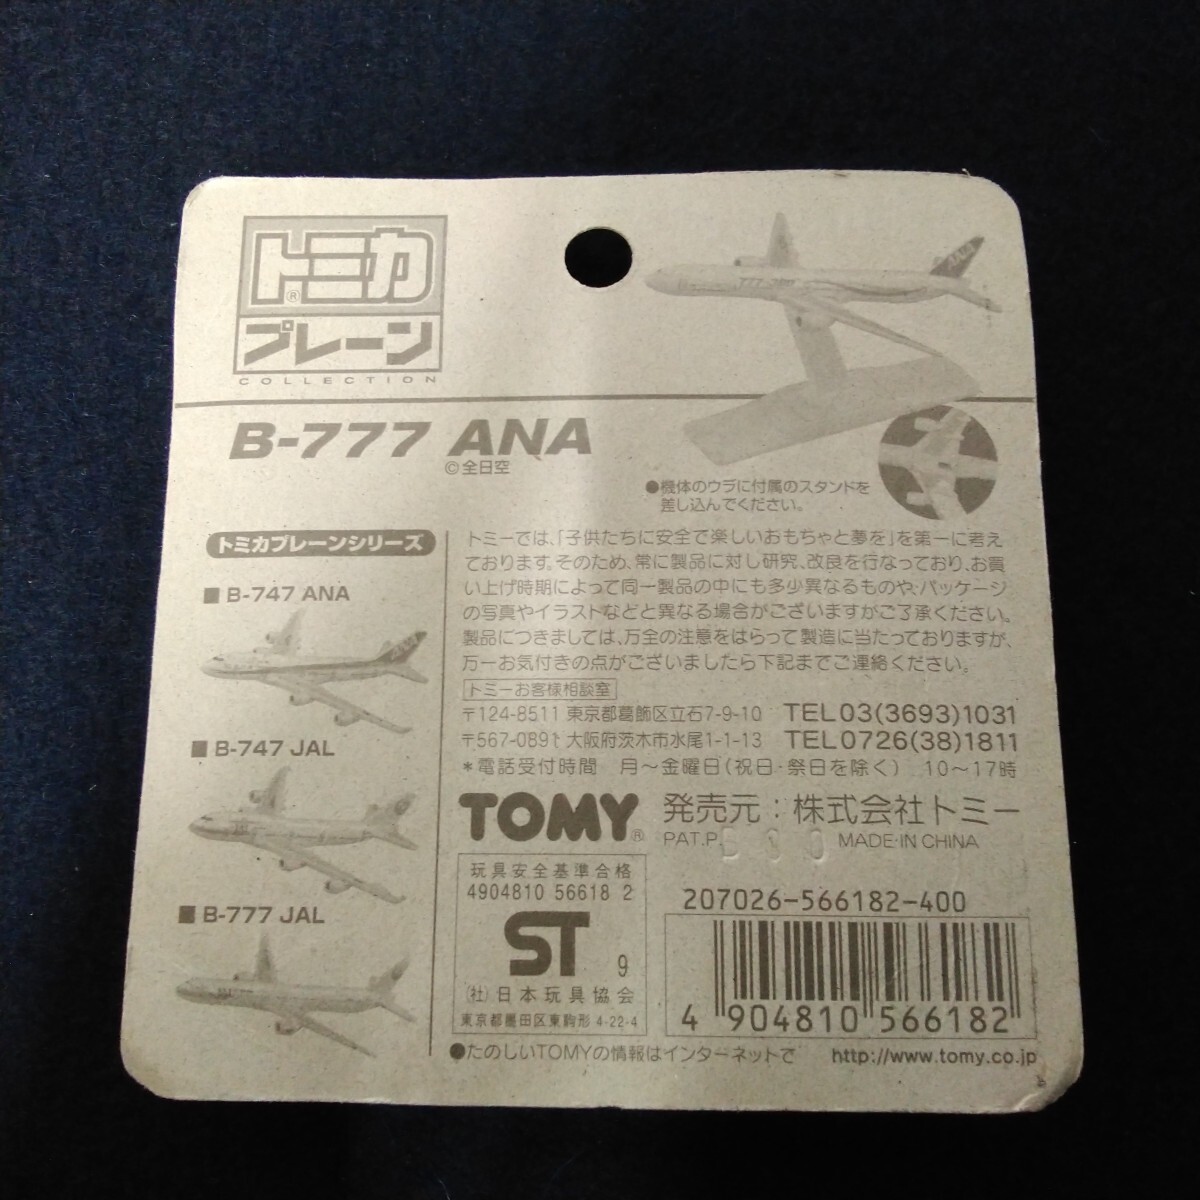 トミカ®
プレーン
COLLECTION
ANA
B-777 ANA
©全日空
●機体のウラに付属のスタンドを
差し込んでください。
トミカプレーンシリーズ
■ B-747 ANA
■ B-747 JAL
■ B-777 JAL
トミーでは、「子供たちに安全で楽しいおもちゃと夢を」を第一に考え
ております。そのため、常に製品に対し研究、改良を行なっており、お買
い上げ時期によって同一製品の中にも多少異なるものや・パッケージ
の写真やイラストなどと異なる場合がございますがご了承ください。
製品につきましては、万全の注意をはらって製造に当たっておりますが、
万一お気付きの点がございましたら下記までご連絡ください。
トミーお客様相談室
〒124-8511 東京都葛飾区立石7-9-10 TEL03(3693)1031
〒567-0891 大阪府茨木市水尾1-1-13 TEL0726(38)1811
*電話受付時間 月〜金曜日(祝日・祭日を除く) 10〜17時
TOMY® 発売元:株式会社トミー
PAT.P. MADE·IN CHINA
玩具安全基準合格
4904810 56618 2
ST 9
(社)日本玩具協会
東京都墨田区東駒形 4-22-4
207026-566182-400
4 904810 566182
●たのしいTOMYの情報はインターネットで http://www.tomy.co.jp